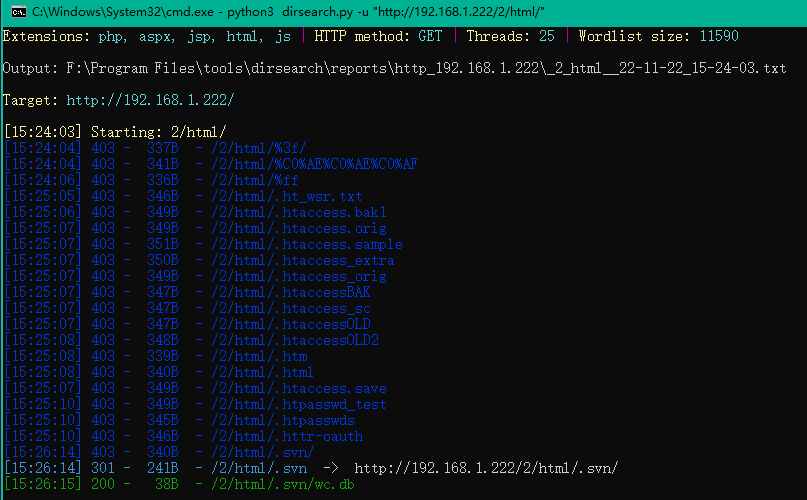 C:\Windows\System32\cmd.exe - python3  dirsearch.py -u "http://192.168.1.222/2/html/"
Extensions: php, aspx, jsp, html, js | HTTP method: GET | Threads: 25 | Wordlist size: 11590
Output: F:\Program Files\tools\dirsearch\reports\http_192.168.1.222\_2_html__22-11-22_15-24-03.txt
Target: http://192.168.1.222/
[15:24:03] Starting: 2/html/
[15:24:04] 403 -  337B  - /2/html/%3f/
[15:24:04] 403 -  341B  - /2/html/%C0%AE%C0%AE%C0%AF
[15:24:06] 403 -  336B  - /2/html/%ff
[15:25:05] 403 -  346B  - /2/html/.ht_wsr.txt
[15:25:06] 403 -  349B  - /2/html/.htaccess.bak1
[15:25:07] 403 -  349B  - /2/html/.htaccess.orig
[15:25:07] 403 -  351B  - /2/html/.htaccess.sample
[15:25:07] 403 -  350B  - /2/html/.htaccess_extra
[15:25:07] 403 -  349B  - /2/html/.htaccess_orig
[15:25:07] 403 -  347B  - /2/html/.htaccessBAK
[15:25:07] 403 -  347B  - /2/html/.htaccess_sc
[15:25:07] 403 -  347B  - /2/html/.htaccessOLD
[15:25:08] 403 -  348B  - /2/html/.htaccessOLD2
[15:25:08] 403 -  339B  - /2/html/.htm
[15:25:08] 403 -  340B  - /2/html/.html
[15:25:07] 403 -  349B  - /2/html/.htaccess.save
[15:25:10] 403 -  349B  - /2/html/.htpasswd_test
[15:25:10] 403 -  345B  - /2/html/.htpasswds
[15:25:10] 403 -  346B  - /2/html/.httr-oauth
[15:26:14] 403 -  340B  - /2/html/.svn/
[15:26:14] 301 -  241B  - /2/html/.svn  ->  http://192.168.1.222/2/html/.svn/
[15:26:15] 200 -   38B  - /2/html/.svn/wc.db